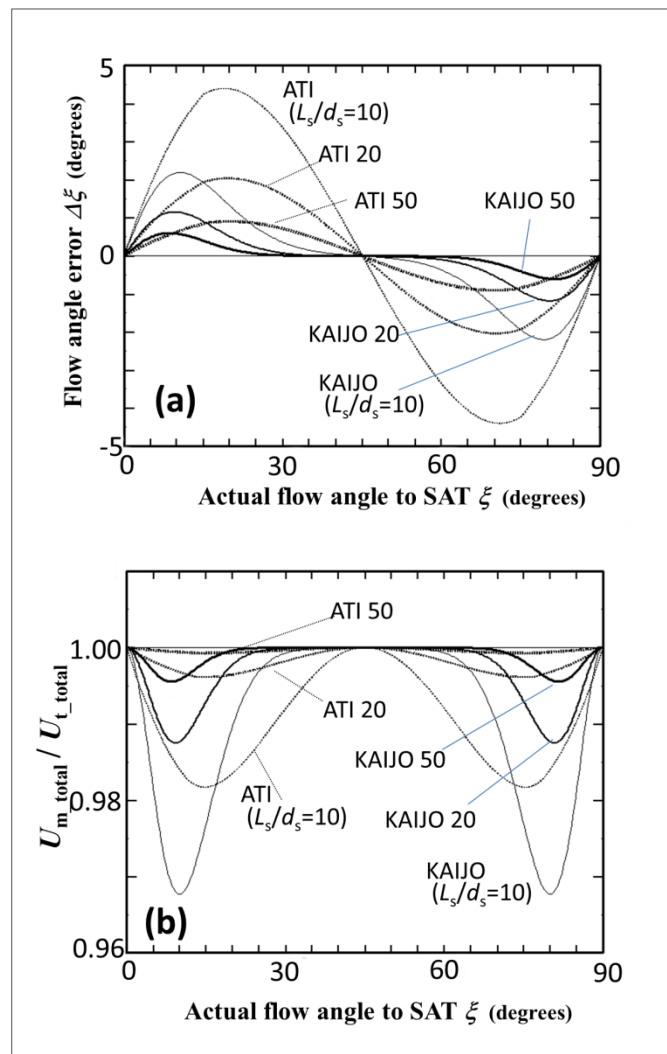 5
0
-5
Flow angle error Δξ (degrees)
ATI
(Ls/ds=10)
ATI 20
ATI 50
KAIJO 50
KAIJO 20
KAIJO
(Ls/ds=10)
(a)
0 30 60 90
Actual flow angle to SAT ξ (degrees)
1.00
0.98
0.96
Um_total / Ut_total
ATI 50
ATI 20
ATI
(Ls/ds=10)
KAIJO 50
KAIJO 20
KAIJO
(Ls/ds=10)
(b)
0 30 60 90
Actual flow angle to SAT ξ (degrees)